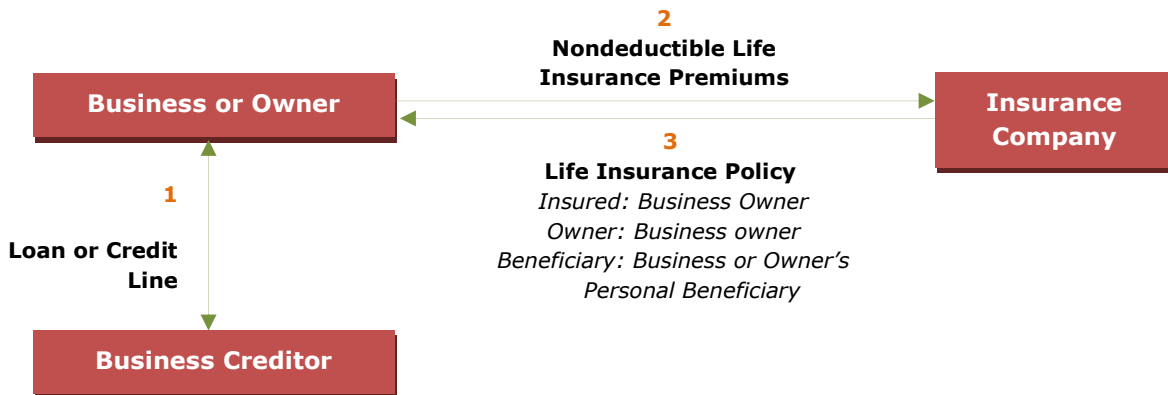 2
Nondeductible Life
Insurance Premiums
Business or Owner
Insurance
Company
3
Life Insurance Policy
Insured: Business Owner
Owner: Business owner
Beneficiary: Business or Owner’s
Personal Beneficiary
1
Loan or Credit
Line
Business Creditor